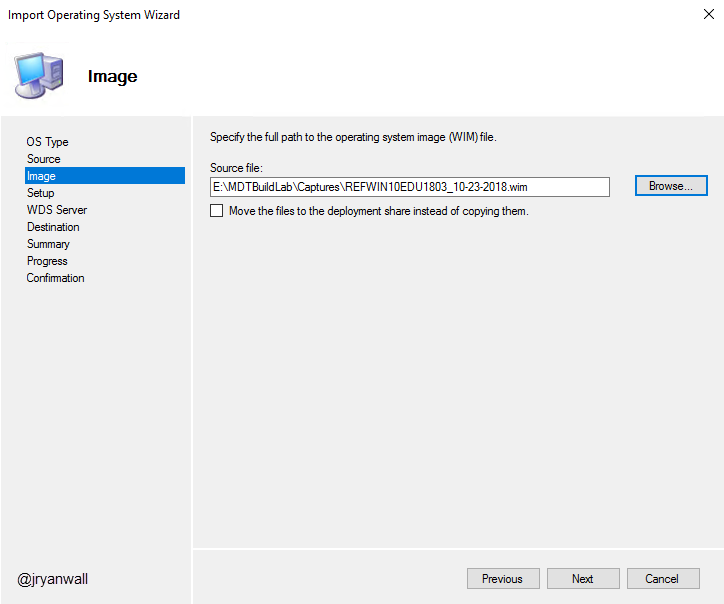 Import Operating System Wizard
Image
OS Type
Source
Image
Setup
WDS Server
Destination
Summary
Progress
Confirmation
Specify the full path to the operating system image (WIM) file.
Source file:
E:\MDTBuildLab\Captures\REFWIN10EDU1803_10-23-2018.wim
Browse...
Move the files to the deployment share instead of copying them.
@jryanwall
Previous
Next
Cancel